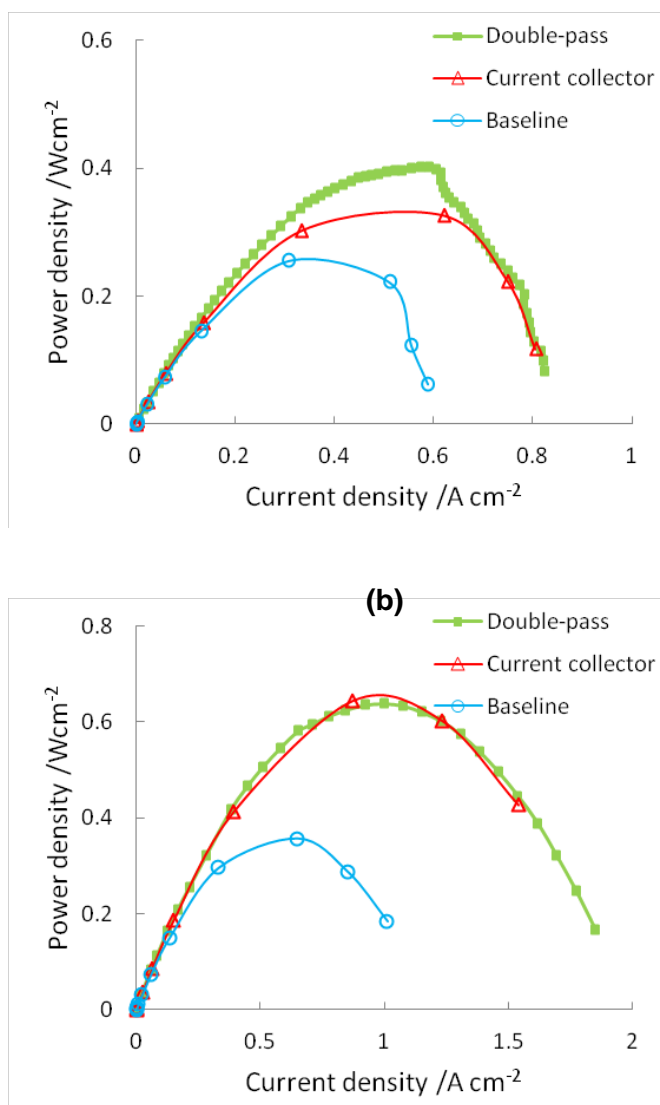 0.6
Double-pass
Current collector
Baseline
0.4
0.2
0
Power density /Wcm-2
0
0.2
0.4
0.6
0.8
1
Current density /A cm-2
(b)
0.8
Double-pass
Current collector
Baseline
0.6
0.4
0.2
0
Power density /Wcm-2
0
0.5
1
1.5
2
Current density /A cm-2